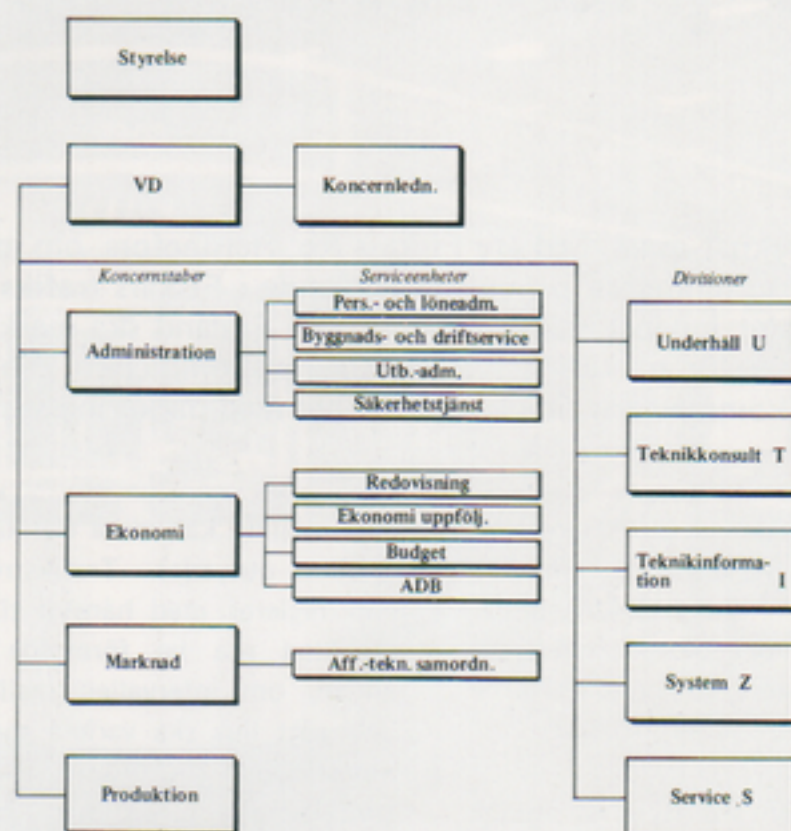 Styrelse
VD
Koncernledn.
Koncernstaber
Serviceenheter
Divisioner
Administration
Pers.- och löneadm.
Byggnads- och driftservice
Utb.-adm.
Säkerhetstjänst
Ekonomi
Redovisning
Ekonomi uppfölj.
Budget
ADB
Marknad
Aff.-tekn. samordn.
Produktion
Underhåll U
Teknikkonsult T
Teknikinforma-
tion I
System Z
Service S